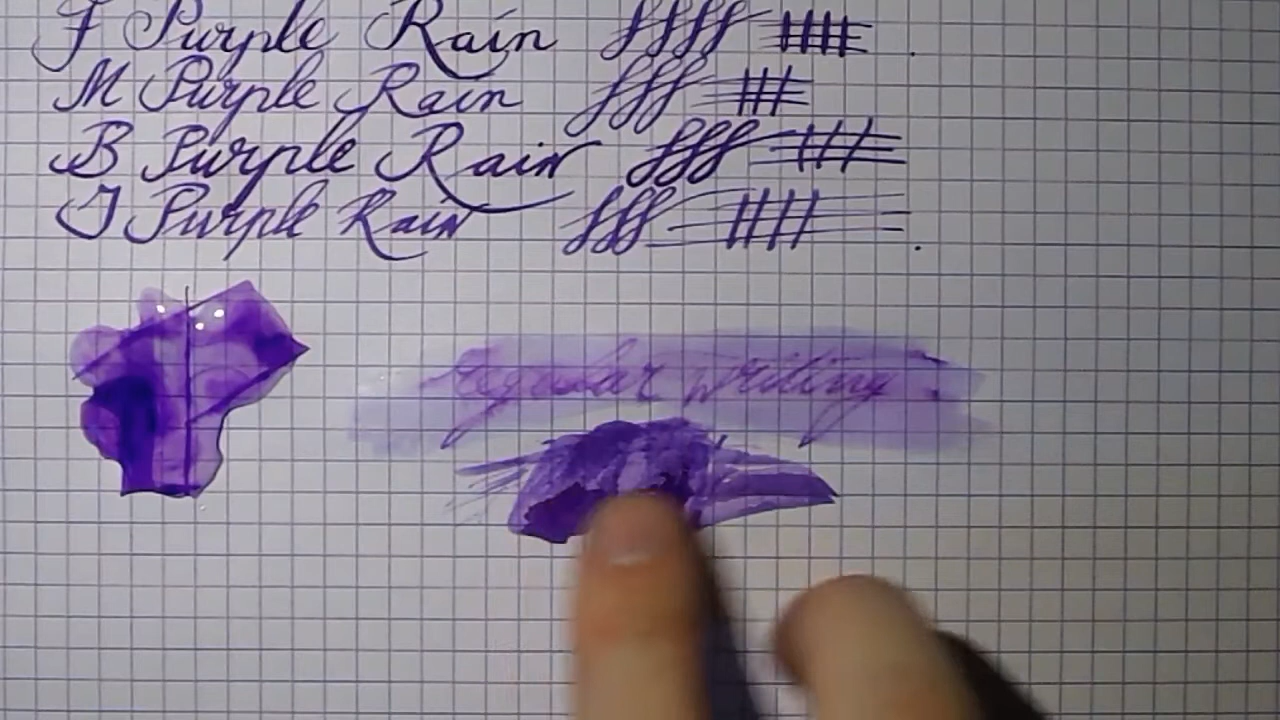 F Purple Rain
M Purple Rain
B Purple Rain
J Purple Rain
regular writing